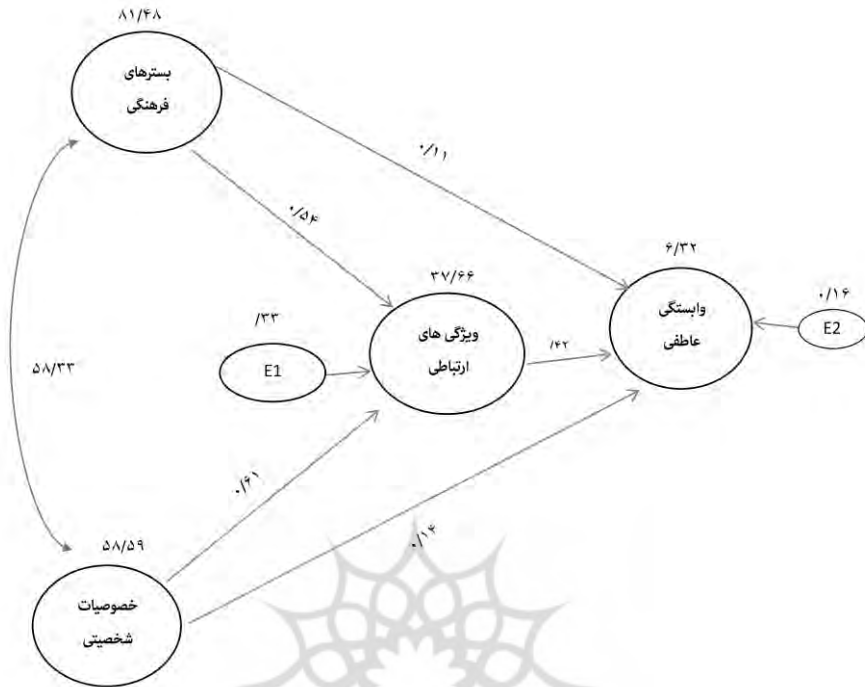 ۸۱/۴۸
بسترهای
فرهنگی
۰/۱۱
۰/۵۴
۶/۳۲
۳۷/۶۶
وابستگی
عاطفی
۰/۱۶
E2
/۳۳
ویژگی های
ارتباطی
/۴۲
E1
۵۸/۳۳
۰/۶۱
۰/۱۴
۵۸/۵۹
خصوصیات
شخصیتی